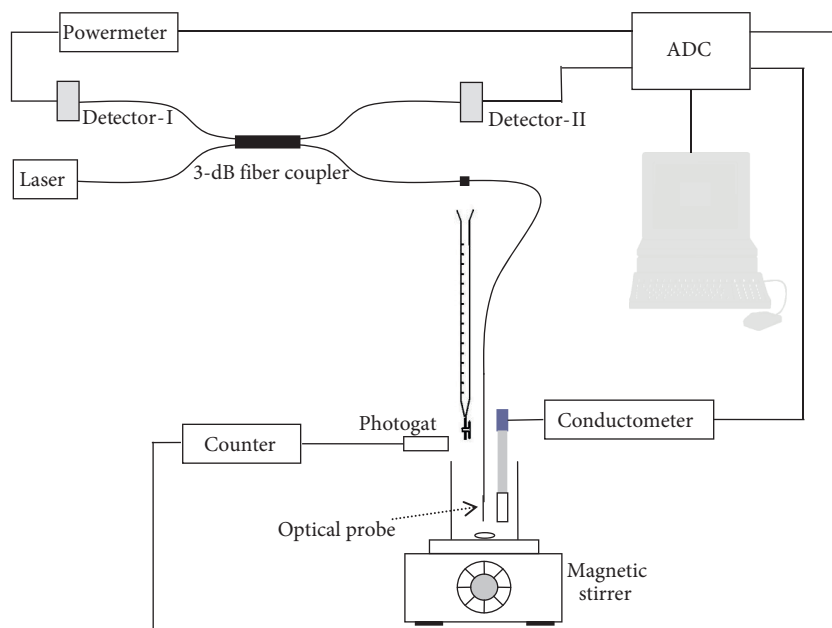 Powermeter
ADC
Detector-I
Detector-II
Laser
3-dB fiber coupler
Photogat
Counter
Conductometer
Optical probe
Magnetic
stirrer